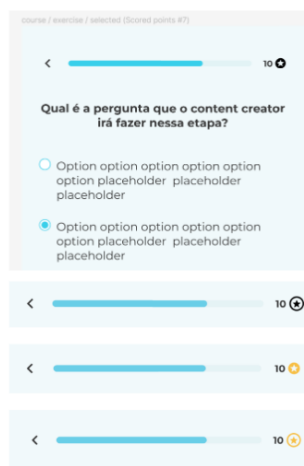 course / exercise / selected (Scored points #7)
10
Qual é a pergunta que o content creator
irá fazer nessa etapa?
Option option option option option
option placeholder placeholder
placeholder
Option option option option option
option placeholder placeholder
placeholder
10
10
10